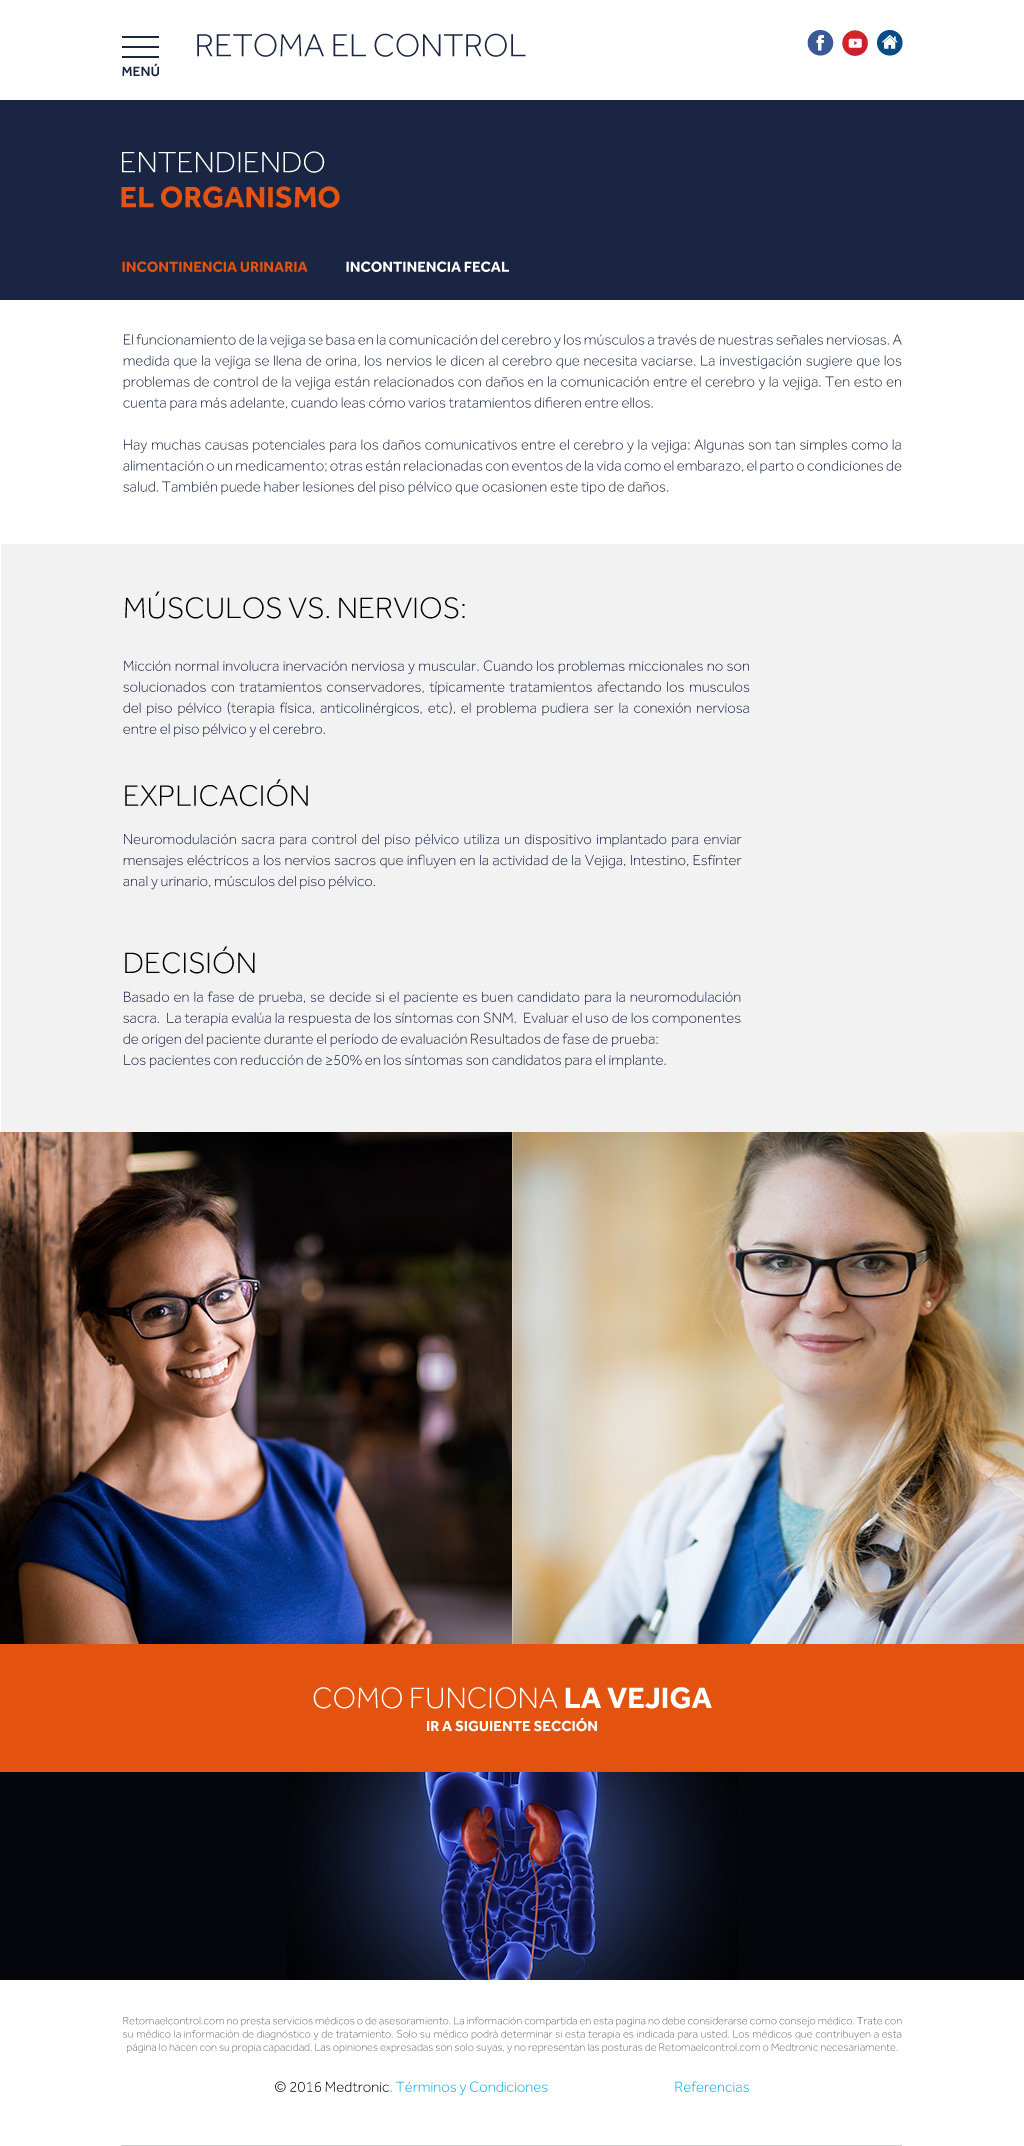 RETOMA EL CONTROL
MENÚ
ENTENDIENDO
EL ORGANISMO
INCONTINENCIA URINARIA INCONTINENCIA FECAL
El funcionamiento de la vejiga se basa en la comunicación del cerebro y los músculos a través de nuestras señales nerviosas. A
medida que la vejiga se llena de orina, los nervios le dicen al cerebro que necesita vaciarse. La investigación sugiere que los
problemas de control de la vejiga están relacionados con daños en la comunicación entre el cerebro y la vejiga. Ten esto en
cuenta para más adelante, cuando leas cómo varios tratamientos difieren entre ellos.
Hay muchas causas potenciales para los daños comunicativos entre el cerebro y la vejiga: Algunas son tan simples como la
alimentación o un medicamento; otras están relacionadas con eventos de la vida como el embarazo, el parto o condiciones de
salud. También puede haber lesiones del piso pélvico que ocasionen este tipo de daños.
MÚSCULOS VS. NERVIOS:
Micción normal involucra inervación nerviosa y muscular. Cuando los problemas miccionales no son
solucionados con tratamientos conservadores, típicamente tratamientos afectando los musculos
del piso pélvico (terapia física, anticolinérgicos, etc), el problema pudiera ser la conexión nerviosa
entre el piso pélvico y el cerebro.
EXPLICACIÓN
Neuromodulación sacra para control del piso pélvico utiliza un dispositivo implantado para enviar
mensajes eléctricos a los nervios sacros que influyen en la actividad de la Vejiga, Intestino, Esfínter
anal y urinario, músculos del piso pélvico.
DECISIÓN
Basado en la fase de prueba, se decide si el paciente es buen candidato para la neuromodulación
sacra. La terapia evalúa la respuesta de los síntomas con SNM. Evaluar el uso de los componentes
de origen del paciente durante el período de evaluación Resultados de fase de prueba:
Los pacientes con reducción de ≥50% en los síntomas son candidatos para el implante.
COMO FUNCIONA LA VEJIGA
IR A SIGUIENTE SECCIÓN
Retomaelcontrol.com no presta servicios médicos o de asesoramiento. La información compartida en esta pagina no debe considerarse como consejo médico. Trate con
su médico la información de diagnóstico y de tratamiento. Solo su médico podrá determinar si esta terapia es indicada para usted. Los médicos que contribuyen a esta
página lo hacen con su propia capacidad. Las opiniones expresadas son solo suyas, y no representan las posturas de Retomaelcontrol.com o Medtronic necesariamente.
© 2016 Medtronic. Términos y Condiciones Referencias